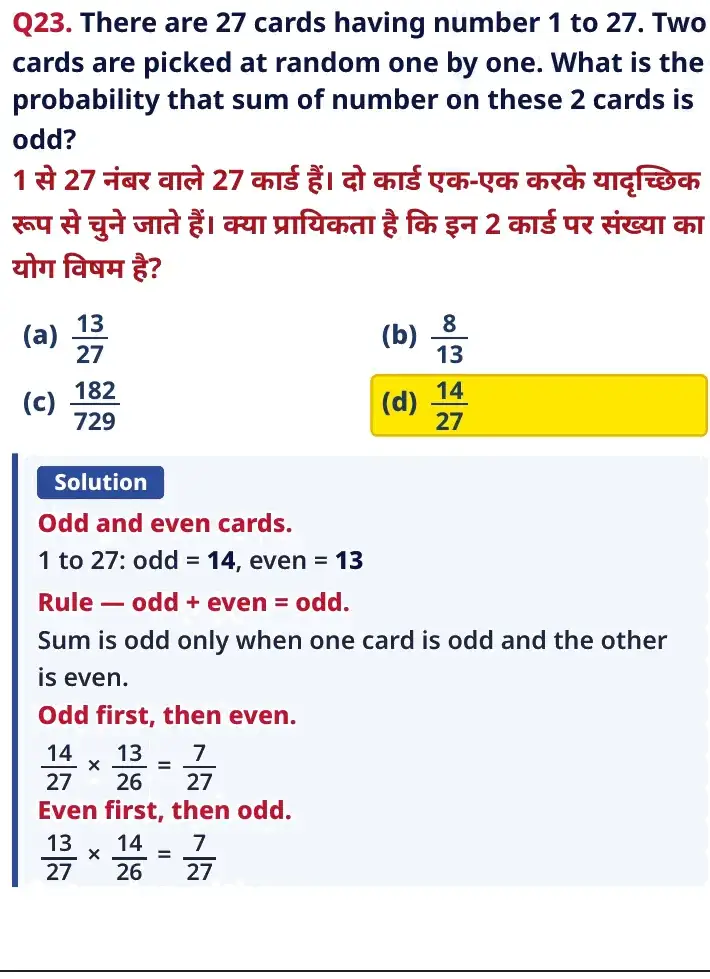 Q23. There are 27 cards having number 1 to 27. Two
cards are picked at random one by one. What is the
probability that sum of number on these 2 cards is
odd?
1 से 27 नंबर वाले 27 कार्ड हैं। दो कार्ड एक-एक करके यादृच्छिक
रूप से चुने जाते हैं। क्या प्रायिकता है कि इन 2 कार्ड पर संख्या का
योग विषम है?
(a) 13/27 (b) 8/13
(c) 182/729 (d) 14/27
Solution
Odd and even cards.
1 to 27: odd = 14, even = 13
Rule — odd + even = odd.
Sum is odd only when one card is odd and the other
is even.
Odd first, then even.
14/27 × 13/26 = 7/27
Even first, then odd.
13/27 × 14/26 = 7/27